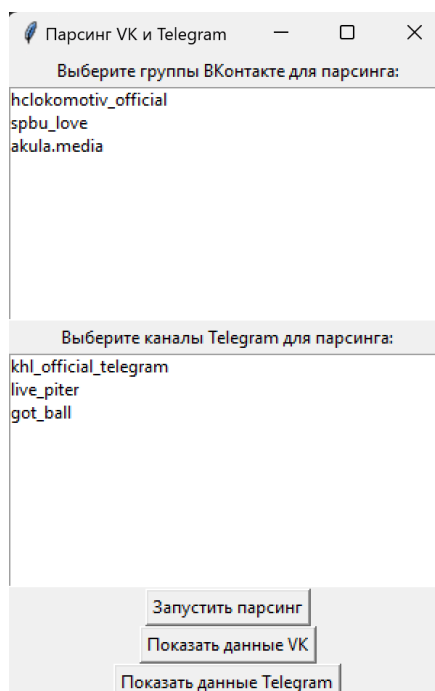 Парсинг VK и Telegram
Выберите группы ВКонтакте для парсинга:
hclokomotiv_official
spbu_love
akula.media
Выберите каналы Telegram для парсинга:
khl_official_telegram
live_piter
got_ball
Запустить парсинг
Показать данные VK
Показать данные Telegram